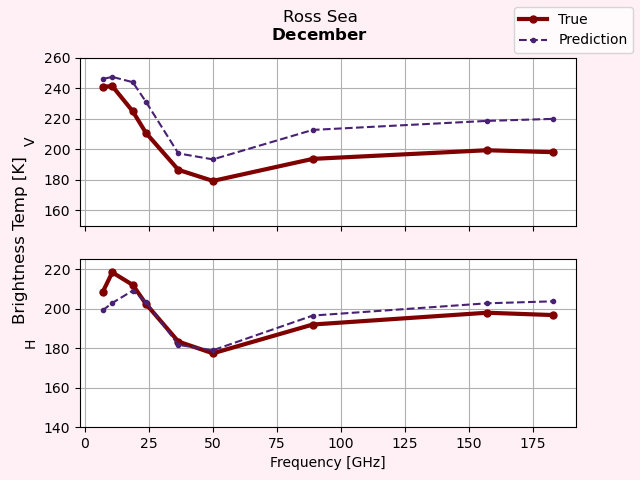 Ross Sea
December
True
Prediction
Brightness Temp [K]
V
260
240
220
200
180
160
H
220
200
180
160
140
0 25 50 75 100 125 150 175
Frequency [GHz]